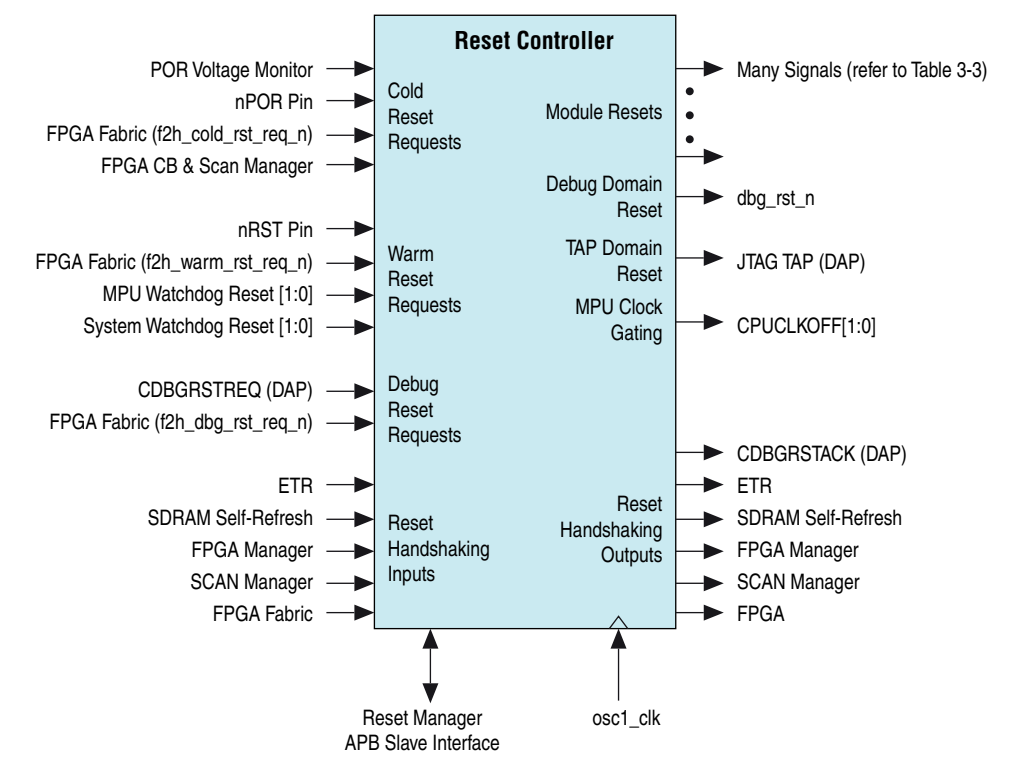 Reset Controller
POR Voltage Monitor
nPOR Pin
FPGA Fabric (f2h_cold_rst_req_n)
FPGA CB & Scan Manager
Cold
Reset
Requests
nRST Pin
FPGA Fabric (f2h_warm_rst_req_n)
MPU Watchdog Reset [1:0]
System Watchdog Reset [1:0]
Warm
Reset
Requests
CDBGRSTREQ (DAP)
FPGA Fabric (f2h_dbg_rst_req_n)
Debug
Reset
Requests
ETR
SDRAM Self-Refresh
FPGA Manager
SCAN Manager
FPGA Fabric
Reset
Handshaking
Inputs
Module Resets
Many Signals (refer to Table 3-3)
Debug Domain
Reset
dbg_rst_n
TAP Domain
Reset
JTAG TAP (DAP)
MPU Clock
Gating
CPUCLKOFF[1:0]
Reset
Handshaking
Outputs
CDBGRSTACK (DAP)
ETR
SDRAM Self-Refresh
FPGA Manager
SCAN Manager
FPGA
Reset Manager
APB Slave Interface
osc1_clk